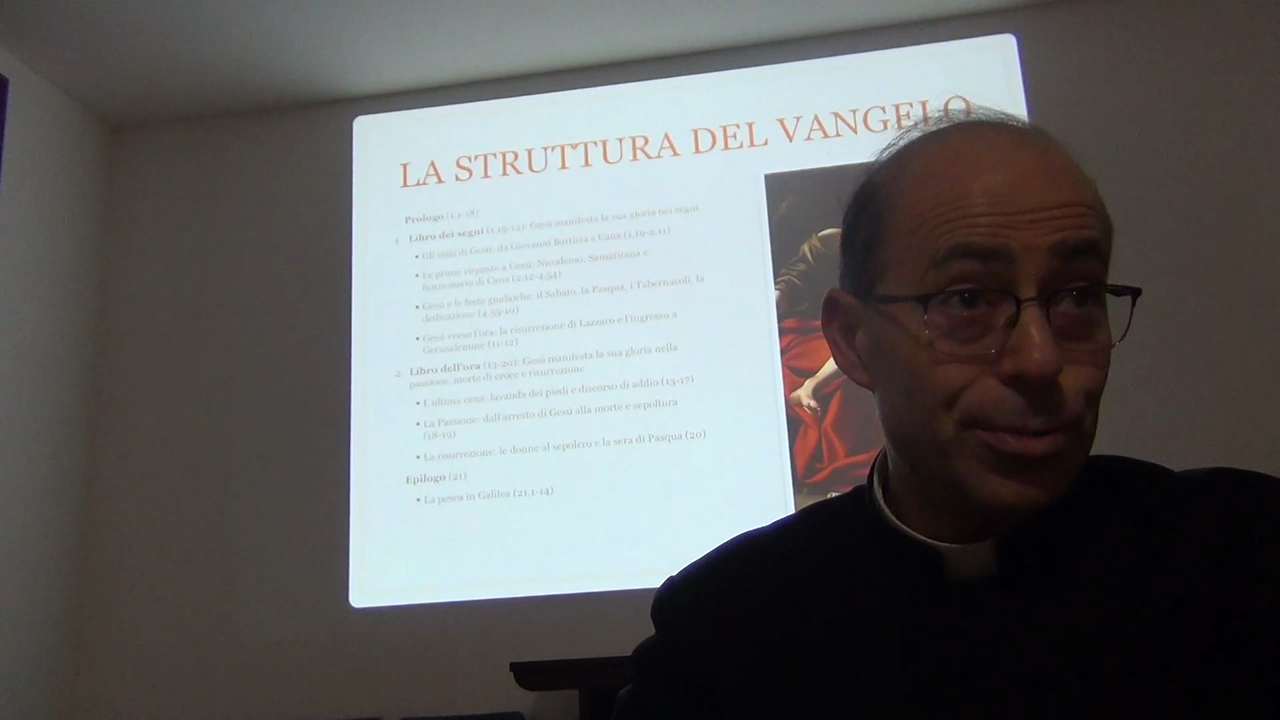 LA STRUTTURA DEL VANGELO
Prologo (1,1-18)
1. Libro dei segni (1,19-12): Gesù manifesta la sua gloria nei segni
• Gli inizi di Gesù: da Giovanni Battista a Cana (1,19-2,11)
• Le prime risposte a Gesù: Nicodemo, Samaritana e
funzionario di Cana (2,12-4,54)
• Gesù e le feste giudaiche: il Sabato, la Pasqua, i Tabernacoli, la
dedicazione (4,55-10)
• Gesù verso l'ora: la risurrezione di Lazzaro e l'ingresso a
Gerusalemme (11-12)
2. Libro dell'ora (13-20): Gesù manifesta la sua gloria nella
passione, morte di croce e risurrezione
• L'ultima cena: lavanda dei piedi e discorso di addio (13-17)
• La Passione: dall'arresto di Gesù alla morte e sepoltura
(18-19)
• La risurrezione: le donne al sepolcro e la sera di Pasqua (20)
Epilogo (21)
• La pesca in Galilea (21,1-14)